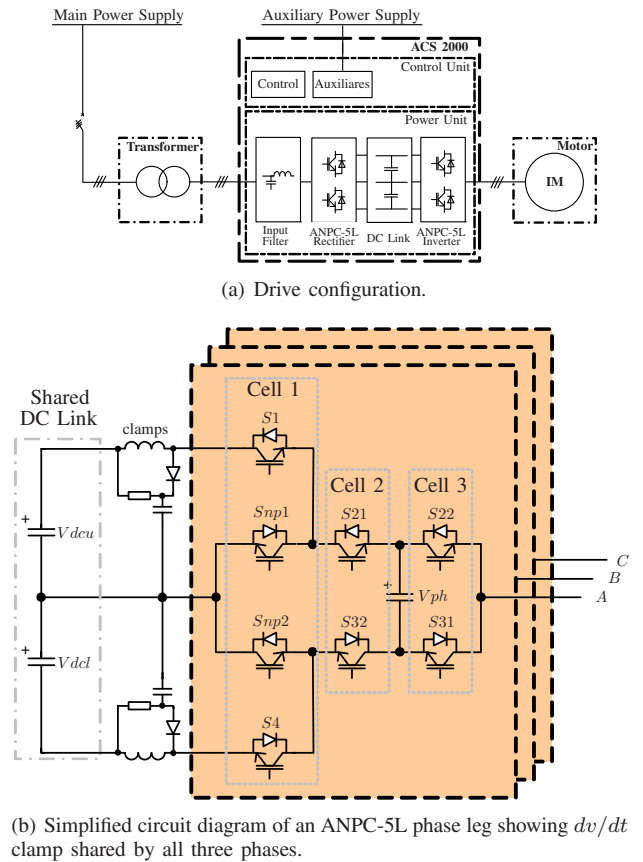 Main Power Supply
Auxiliary Power Supply
ACS 2000
Control Unit
Control
Auxiliares
Power Unit
Transformer
Motor
IM
Input
Filter
ANPC-5L
Rectifier
DC Link
ANPC-5L
Inverter
(a) Drive configuration.
Shared
DC Link
clamps
Cell 1
S1
Cell 2
Cell 3
Snp1
S21
S22
+
Vdcu
+
Vph
C
B
A
Snp2
S32
S31
+
Vdcl
S4
(b) Simplified circuit diagram of an ANPC-5L phase leg showing dv/dt
clamp shared by all three phases.